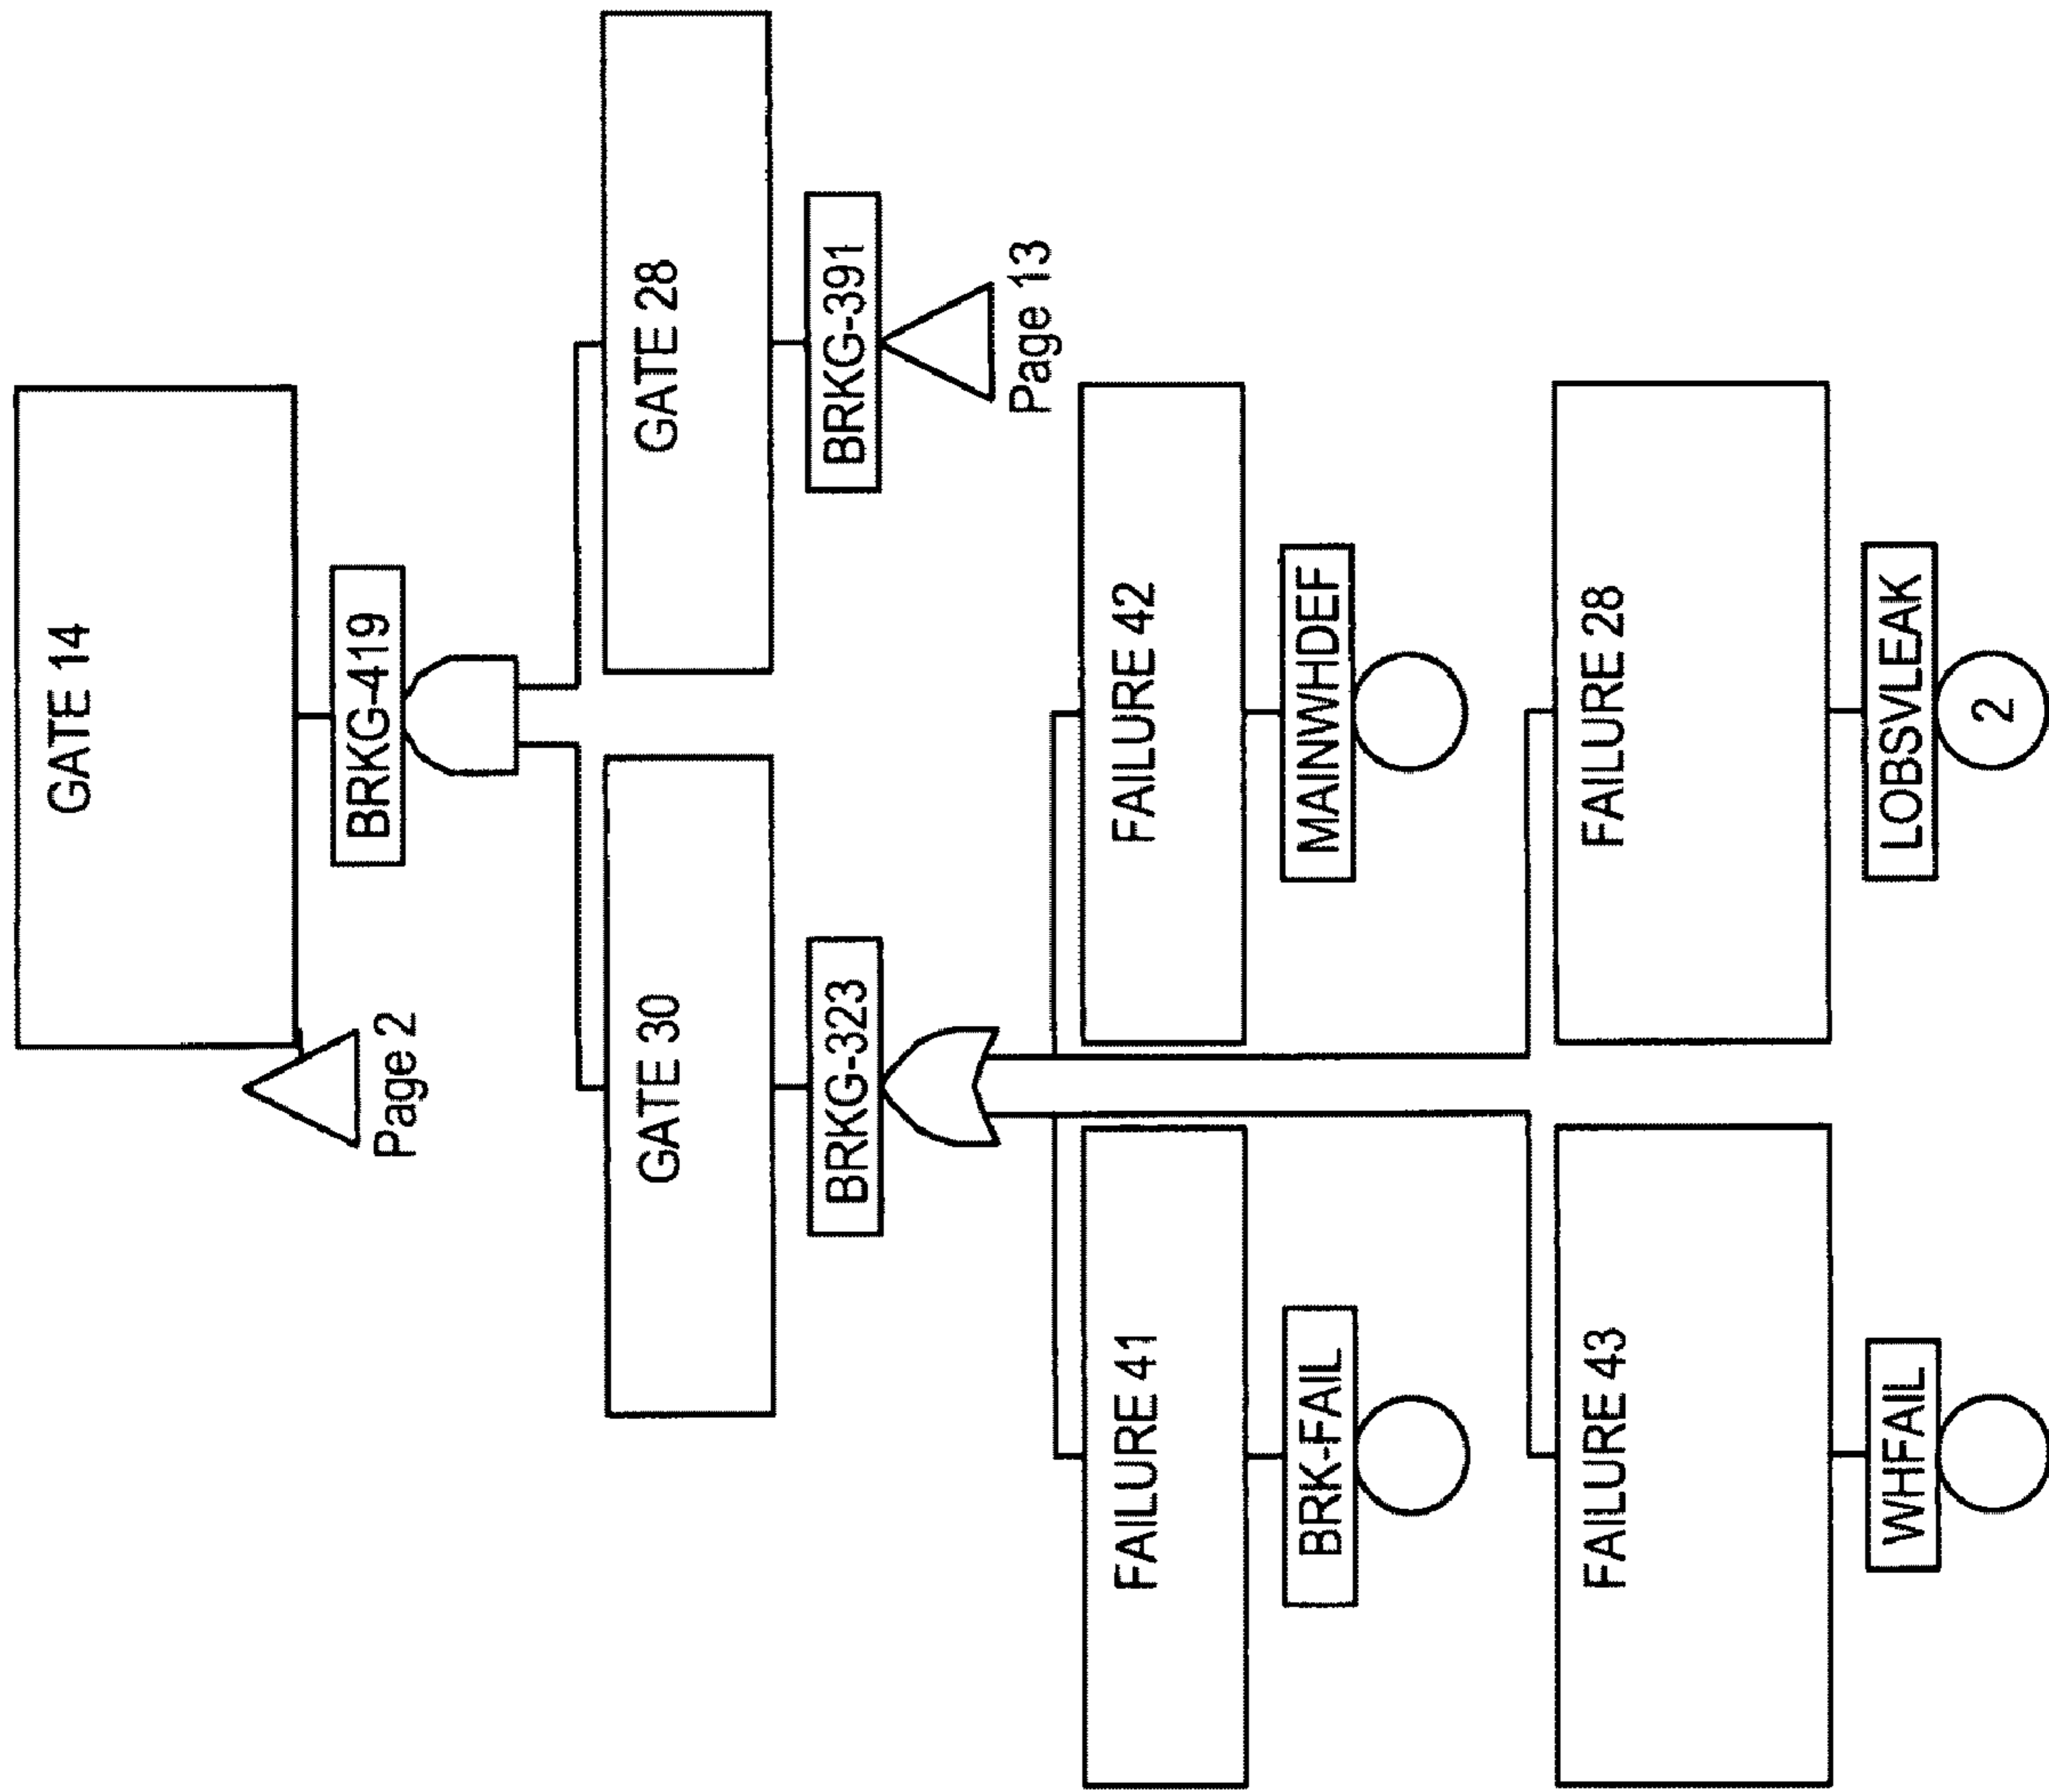 GATE 14
Page 2
BRKG-419
GATE 30
GATE 28
BRKG-323
BRKG-391
Page 13
FAILURE 41
FAILURE 42
BRK-FAIL
MAINWHDEF
FAILURE 43
FAILURE 28
WHFAIL
LOBSVLEAK
2